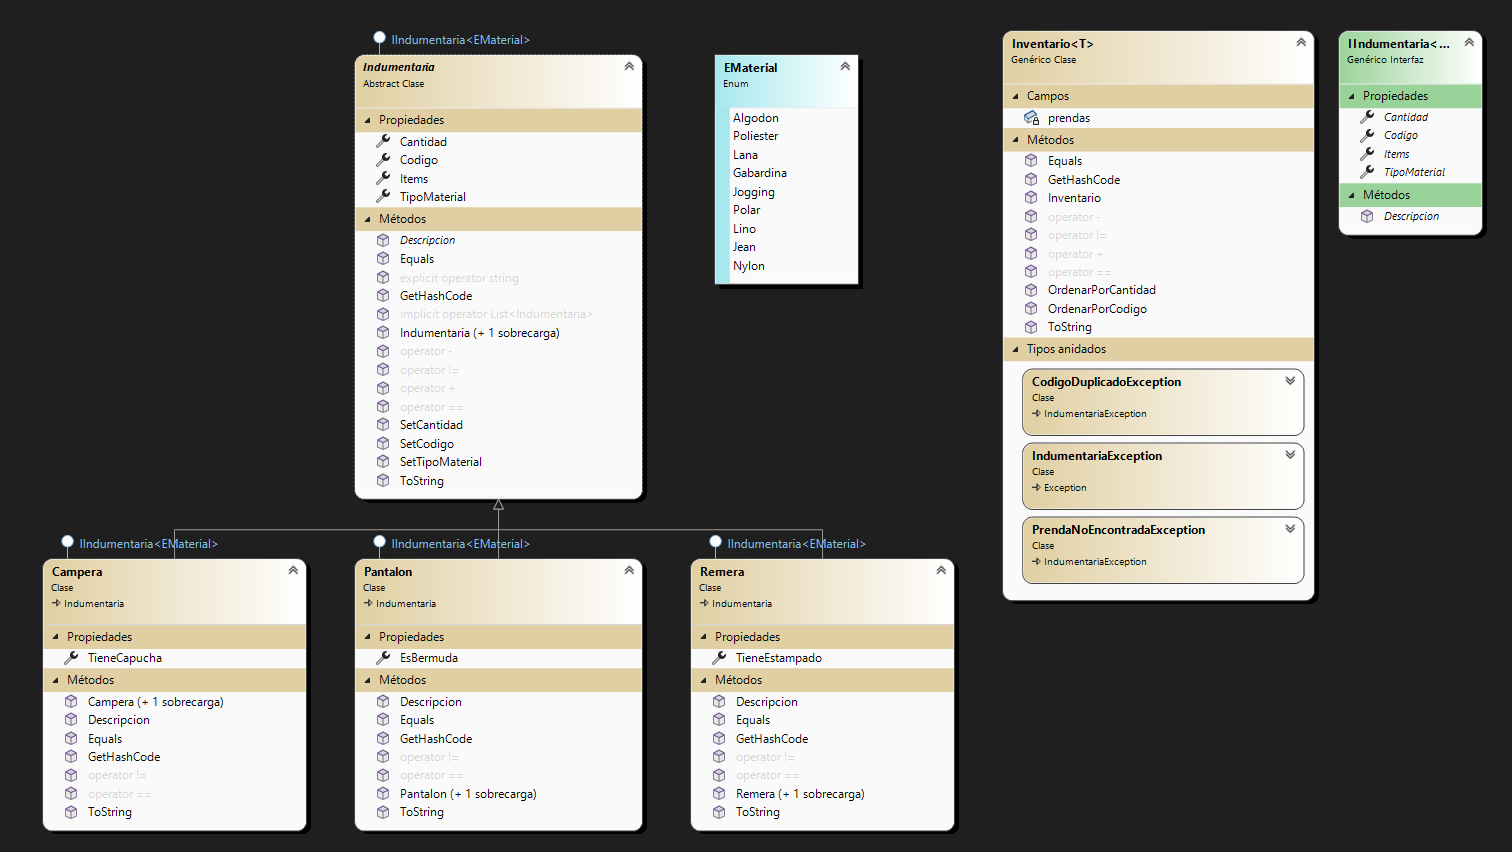 IIndumentaria<EMaterial>
Indumentaria
Abstract Clase
Propiedades
Cantidad
Codigo
Items
TipoMaterial
Métodos
Descripcion
Equals
explicit operator string
GetHashCode
implicit operator List<Indumentaria>
Indumentaria (+ 1 sobrecarga)
operator -
operator !=
operator +
operator ==
SetCantidad
SetCodigo
SetTipoMaterial
ToString
EMaterial
Enum
Algodon
Poliester
Lana
Gabardina
Jogging
Polar
Lino
Jean
Nylon
Inventario<T>
Genérico Clase
Campos
prendas
Métodos
Equals
GetHashCode
Inventario
operator -
operator !=
operator +
operator ==
OrdenarPorCantidad
OrdenarPorCodigo
ToString
Tipos anidados
CodigoDuplicadoException
Clase
IndumentariaException
IndumentariaException
Clase
Exception
PrendaNoEncontradaException
Clase
IndumentariaException
IIndumentaria<...
Genérico Interfaz
Propiedades
Cantidad
Codigo
Items
TipoMaterial
Métodos
Descripcion
IIndumentaria<EMaterial>
Campera
Clase
Indumentaria
Propiedades
TieneCapucha
Métodos
Campera (+ 1 sobrecarga)
Descripcion
Equals
GetHashCode
operator !=
operator ==
ToString
IIndumentaria<EMaterial>
Pantalon
Clase
Indumentaria
Propiedades
EsBermuda
Métodos
Descripcion
Equals
GetHashCode
operator !=
operator ==
Pantalon (+ 1 sobrecarga)
ToString
IIndumentaria<EMaterial>
Remera
Clase
Indumentaria
Propiedades
TieneEstampado
Métodos
Descripcion
Equals
GetHashCode
operator !=
operator ==
Remera (+ 1 sobrecarga)
ToString